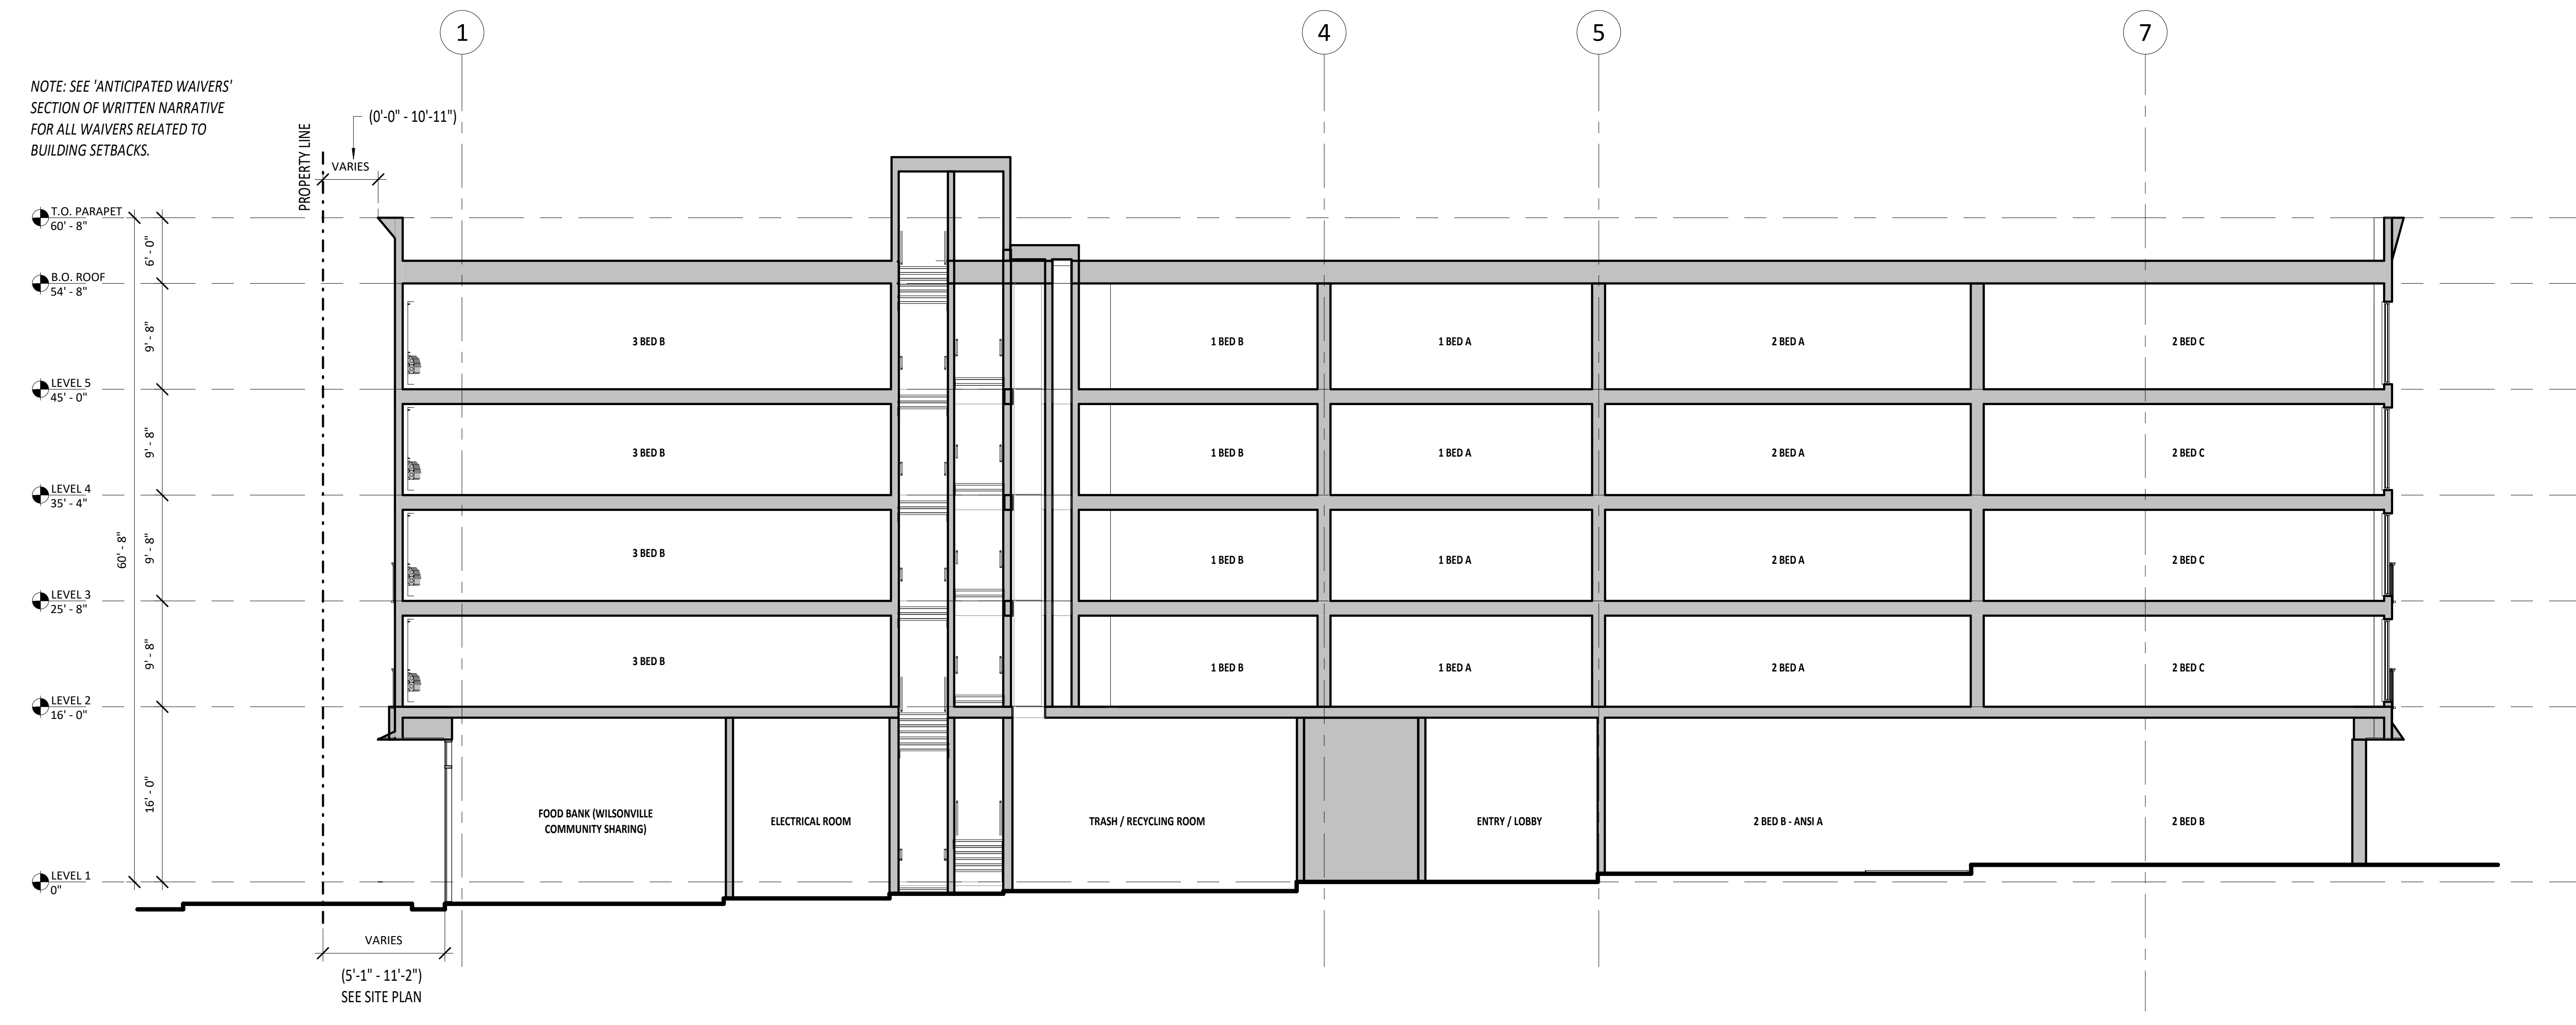 1
4
5
7
NOTE: SEE 'ANTICIPATED WAIVERS'
SECTION OF WRITTEN NARRATIVE
FOR ALL WAIVERS RELATED TO
BUILDING SETBACKS.
PROPERTY LINE
(0'-0" - 10'-11")
VARIES
T.O. PARAPET
60' - 8"
6' - 0"
B.O. ROOF
54' - 8"
9' - 8"
3 BED B
1 BED B
1 BED A
2 BED A
2 BED C
LEVEL 5
45' - 0"
9' - 8"
3 BED B
1 BED B
1 BED A
2 BED A
2 BED C
LEVEL 4
35' - 4"
60' - 8"
9' - 8"
3 BED B
1 BED B
1 BED A
2 BED A
2 BED C
LEVEL 3
25' - 8"
9' - 8"
3 BED B
1 BED B
1 BED A
2 BED A
2 BED C
LEVEL 2
16' - 0"
16' - 0"
FOOD BANK (WILSONVILLE
COMMUNITY SHARING)
ELECTRICAL ROOM
TRASH / RECYCLING ROOM
ENTRY / LOBBY
2 BED B - ANSI A
2 BED B
LEVEL 1
0"
VARIES
(5'-1" - 11'-2")
SEE SITE PLAN